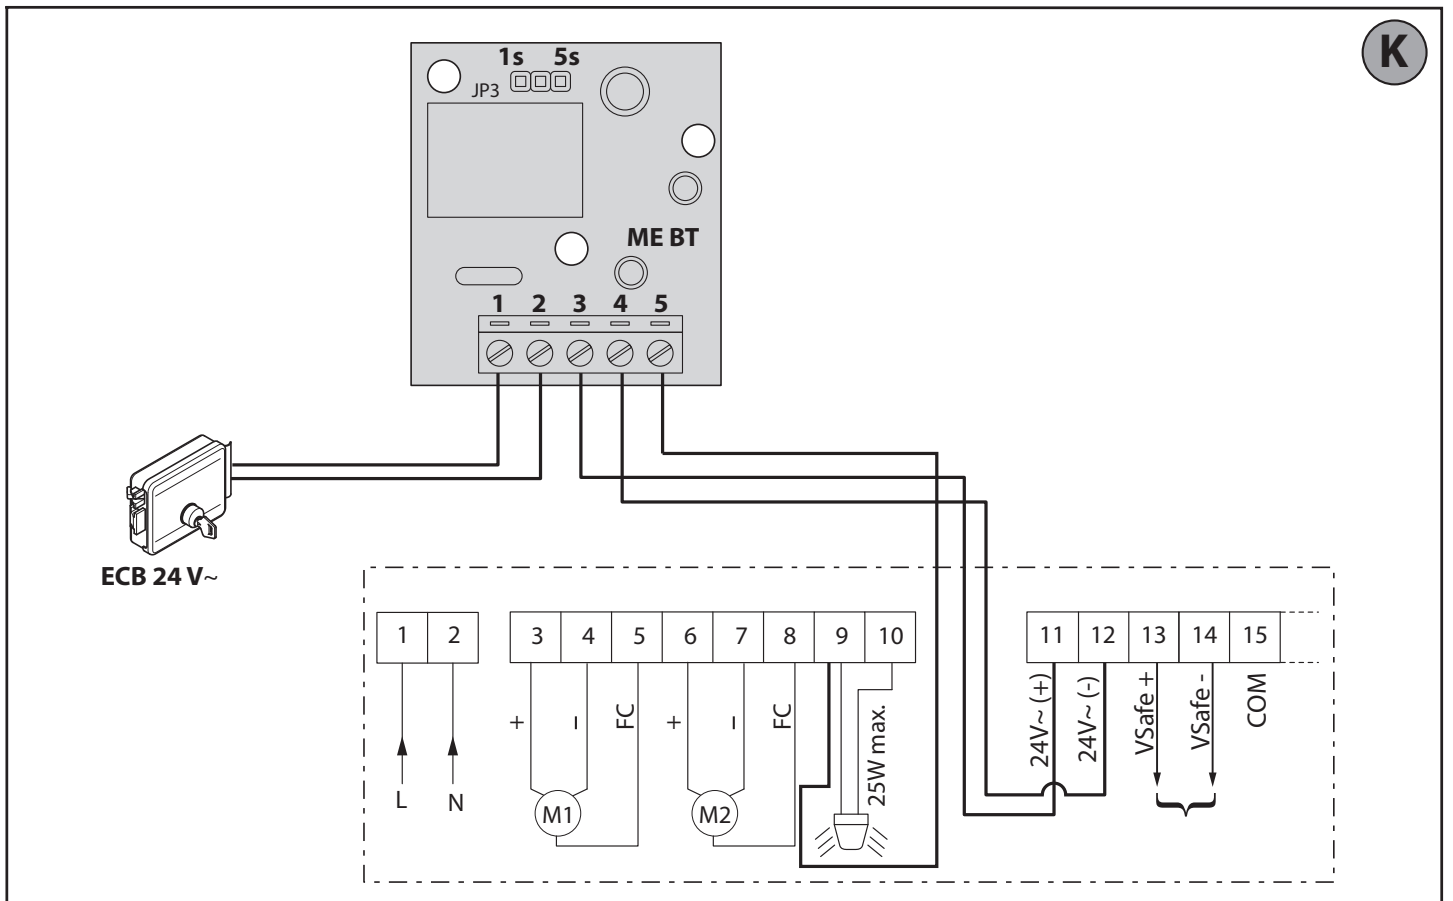 K
1s 5s
JP3
ME BT
1 2 3 4 5
ECB 24 V~
1 2 3 4 5 6 7 8 9 10 11 12 13 14 15
+ – FC + – FC 25W max. 24V~ (+) 24V~ (-) VSafe + VSafe - COM
L N M1 M2